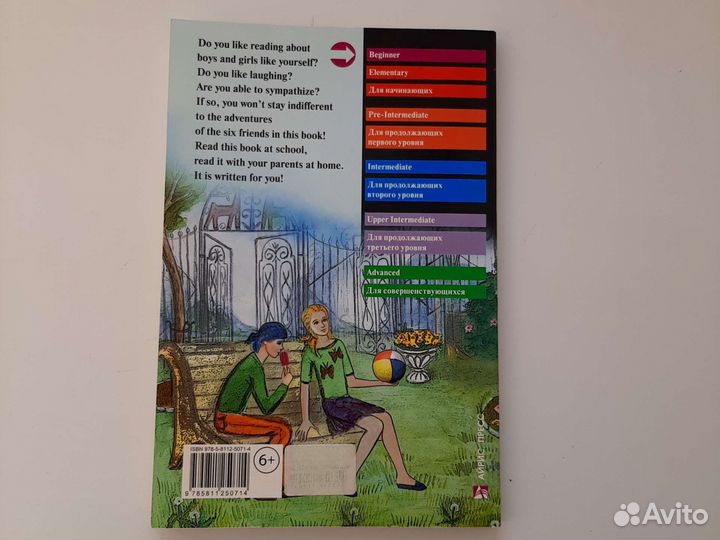 Do you like reading about
boys and girls like yourself?
Do you like laughing?
Are you able to sympathize?
If so, you won't stay indifferent
to the adventures
of the six friends in this book!
Read this book at school,
read it with your parents at home.
It is written for you!
Beginner
Elementary
Для начинающих
Pre-Intermediate
Для продолжающих
первого уровня
Intermediate
Для продолжающих
второго уровня
Upper Intermediate
Для продолжающих
третьего уровня
Advanced
Для совершенствующихся
ISBN 978-5-8112-5071-4
9 785811 250714
6+
АЙРИС ПРЕСС
Avito